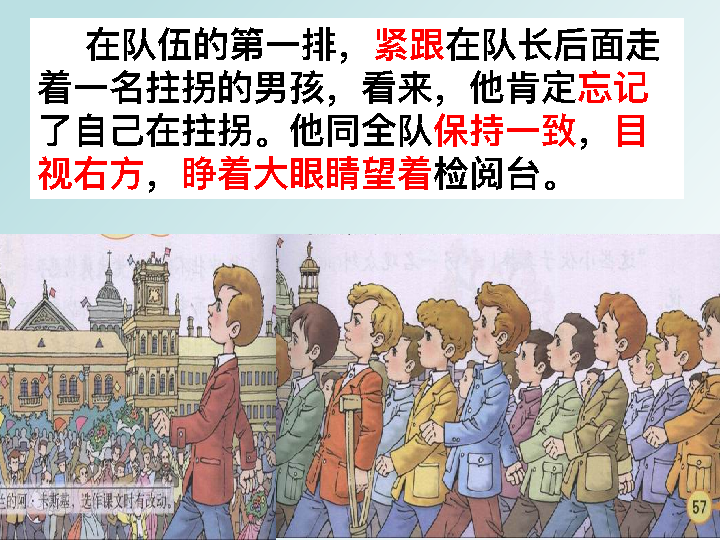 在队伍的第一排，紧跟在队长后面走
着一名拄拐的男孩，看来，他肯定忘记
了自己在拄拐。他同全队保持一致，目
视右方，睁着大眼睛望着检阅台。
兰的阿·卡斯基，选作课文时有改动。
57